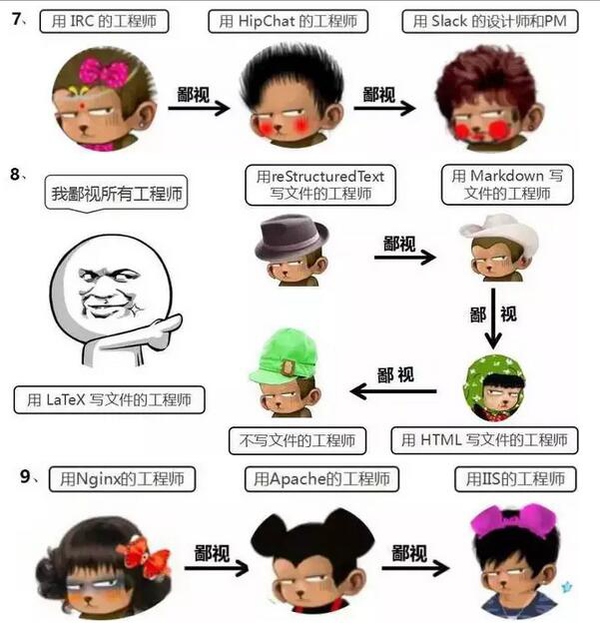 7、
用 IRC 的工程师
用 HipChat 的工程师
用 Slack 的设计师和PM
鄙视
鄙视
8、
我鄙视所有工程师
用reStructuredText
写文件的工程师
用 Markdown 写
文件的工程师
鄙视
鄙视
鄙视
用 LaTeX 写文件的工程师
不写文件的工程师
用 HTML 写文件的工程师
9、
用Nginx的工程师
用Apache的工程师
用IIS的工程师
鄙视
鄙视